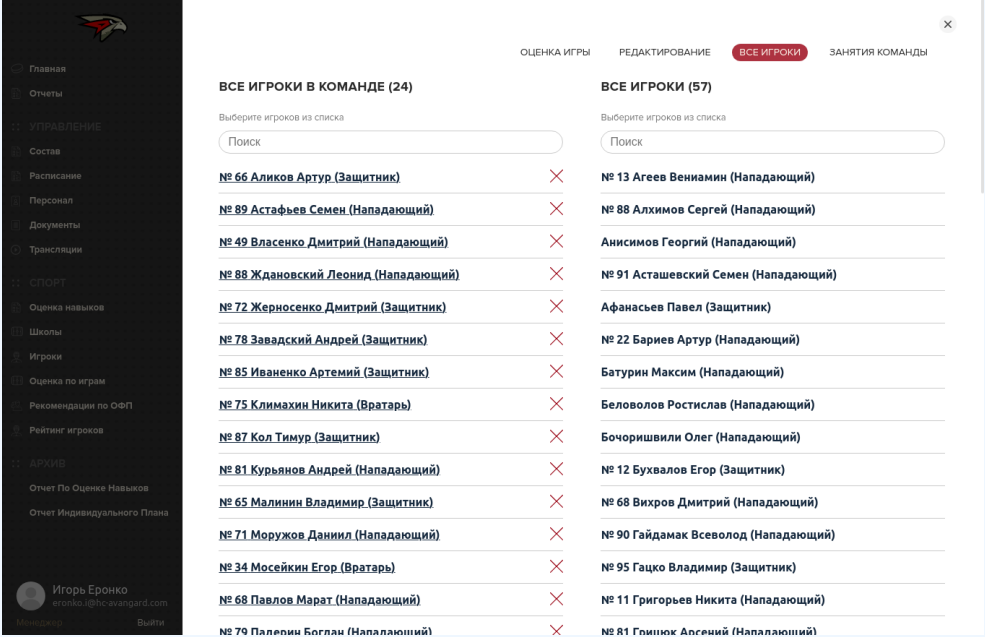 Главная
Отчеты
УПРАВЛЕНИЕ
Состав
Расписание
Персонал
Документы
Трансляции
СПОРТ
Оценка навыков
Школы
Игроки
Оценка по играм
Рекомендации по ОФП
Рейтинг игроков
АРХИВ
Отчет По Оценке Навыков
Отчет Индивидуального Плана
Игорь Еронко
eronko.i@hc-avangard.com
Менеджер Выйти
ОЦЕНКА ИГРЫ РЕДАКТИРОВАНИЕ ВСЕ ИГРОКИ ЗАНЯТИЯ КОМАНДЫ
ВСЕ ИГРОКИ В КОМАНДЕ (24)
Выберите игроков из списка
Поиск
№ 66 Аликов Артур (Защитник)
№ 89 Астафьев Семен (Нападающий)
№ 49 Власенко Дмитрий (Нападающий)
№ 88 Ждановский Леонид (Нападающий)
№ 72 Жерносенко Дмитрий (Защитник)
№ 78 Завадский Андрей (Защитник)
№ 85 Иваненко Артемий (Защитник)
№ 75 Климахин Никита (Вратарь)
№ 87 Кол Тимур (Защитник)
№ 81 Курьянов Андрей (Нападающий)
№ 65 Малинин Владимир (Защитник)
№ 71 Моружов Даниил (Нападающий)
№ 34 Мосейкин Егор (Вратарь)
№ 68 Павлов Марат (Нападающий)
№ 79 Палерин Богдан (Нападающий)
ВСЕ ИГРОКИ (57)
Выберите игроков из списка
Поиск
№ 13 Агеев Вениамин (Нападающий)
№ 88 Алхимов Сергей (Нападающий)
Анисимов Георгий (Нападающий)
№ 91 Асташевский Семен (Нападающий)
Афанасьев Павел (Защитник)
№ 22 Бариев Артур (Нападающий)
Батурин Максим (Нападающий)
Беловолов Ростислав (Нападающий)
Бочоришвили Олег (Нападающий)
№ 12 Бухвалов Егор (Защитник)
№ 68 Вихров Дмитрий (Нападающий)
№ 90 Гайдамак Всеволод (Нападающий)
№ 95 Гацко Владимир (Защитник)
№ 11 Григорьев Никита (Нападающий)
№ 81 Грицюк Арсений (Нападающий)